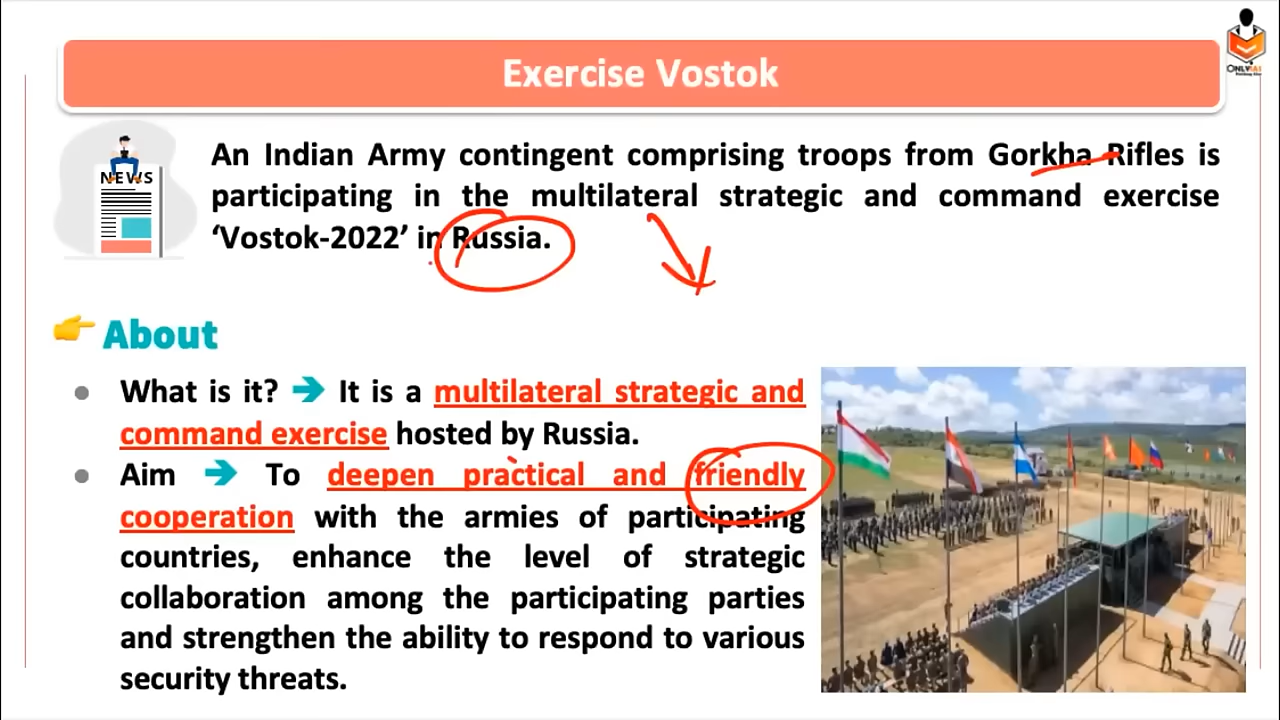 Exercise Vostok
NEWS
An Indian Army contingent comprising troops from Gorkha Rifles is
participating in the multilateral strategic and command exercise
‘Vostok-2022’ in Russia.
About
What is it? ➔ It is a multilateral strategic and
command exercise hosted by Russia.
Aim ➔ To deepen practical and friendly
cooperation with the armies of participating
countries, enhance the level of strategic
collaboration among the participating parties
and strengthen the ability to respond to various
security threats.